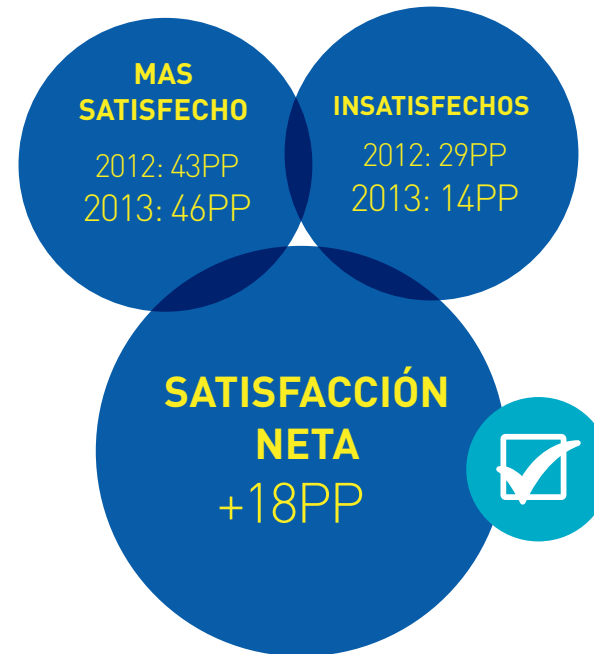 MAS
SATISFECHO
2012: 43PP
2013: 46PP
INSATISFECHOS
2012: 29PP
2013: 14PP
SATISFACCIÓN
NETA
+18PP